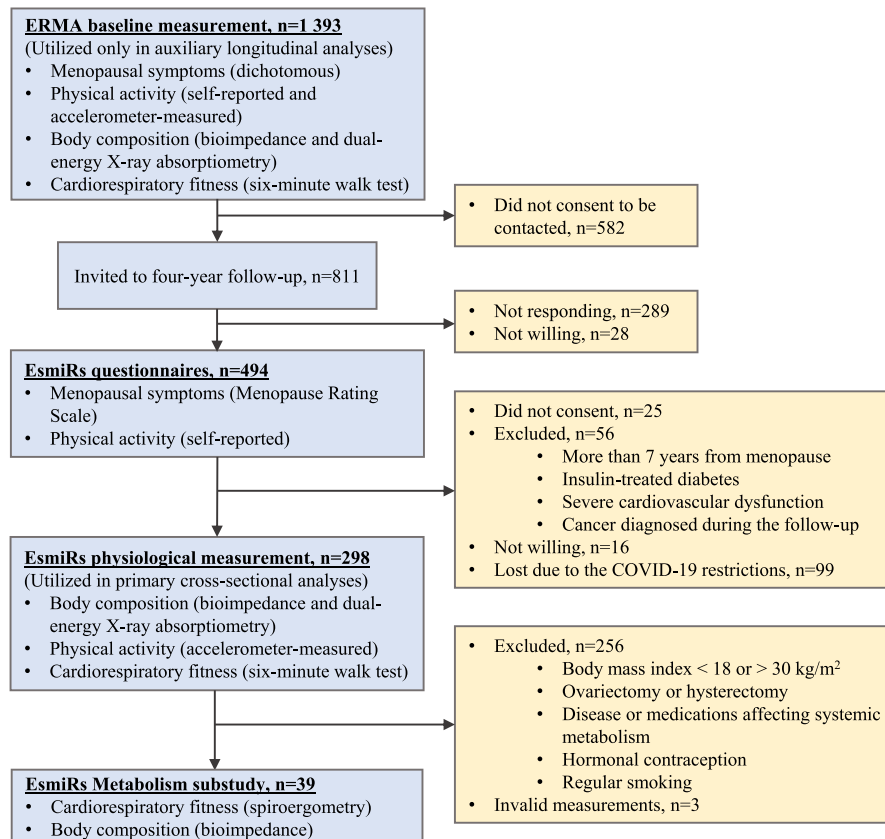 ERMA baseline measurement, n=1 393
(Utilized only in auxiliary longitudinal analyses)
• Menopausal symptoms (dichotomous)
• Physical activity (self-reported and
accelerometer-measured)
• Body composition (bioimpedance and dual-
energy X-ray absorptiometry)
• Cardiorespiratory fitness (six-minute walk test)
• Did not consent to be
contacted, n=582
Invited to four-year follow-up, n=811
• Not responding, n=289
• Not willing, n=28
EsmiRs questionnaires, n=494
• Menopausal symptoms (Menopause Rating
Scale)
• Physical activity (self-reported)
• Did not consent, n=25
• Excluded, n=56
• More than 7 years from menopause
• Insulin-treated diabetes
• Severe cardiovascular dysfunction
• Cancer diagnosed during the follow-up
• Not willing, n=16
• Lost due to the COVID-19 restrictions, n=99
EsmiRs physiological measurement, n=298
(Utilized in primary cross-sectional analyses)
• Body composition (bioimpedance and dual-
energy X-ray absorptiometry)
• Physical activity (accelerometer-measured)
• Cardiorespiratory fitness (six-minute walk test)
• Excluded, n=256
• Body mass index < 18 or > 30 kg/m²
• Ovariectomy or hysterectomy
• Disease or medications affecting systemic
metabolism
• Hormonal contraception
• Regular smoking
• Invalid measurements, n=3
EsmiRs Metabolism substudy, n=39
• Cardiorespiratory fitness (spiroergometry)
• Body composition (bioimpedance)